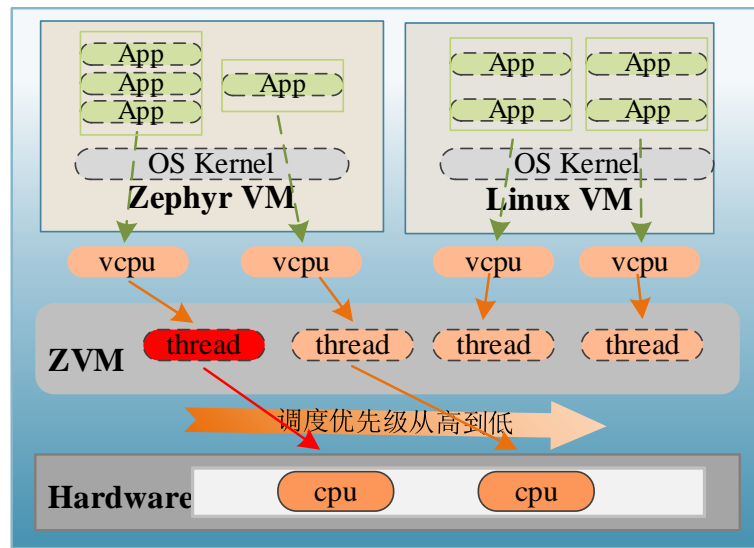 App
App
App
App
OS Kernel
Zephyr VM
App
App
App
App
OS Kernel
Linux VM
vcpu
vcpu
vcpu
vcpu
ZVM
thread
thread
thread
thread
调度优先级从高到低
Hardware
cpu
cpu